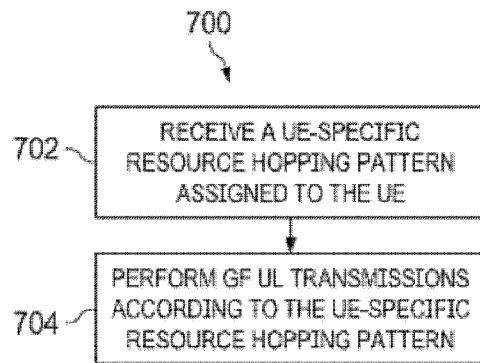 700
702
RECEIVE A UE-SPECIFIC
RESOURCE HOPPING PATTERN
ASSIGNED TO THE UE
704
PERFORM GF UL TRANSMISSIONS
ACCORDING TO THE UE-SPECIFIC
RESOURCE HOPPING PATTERN